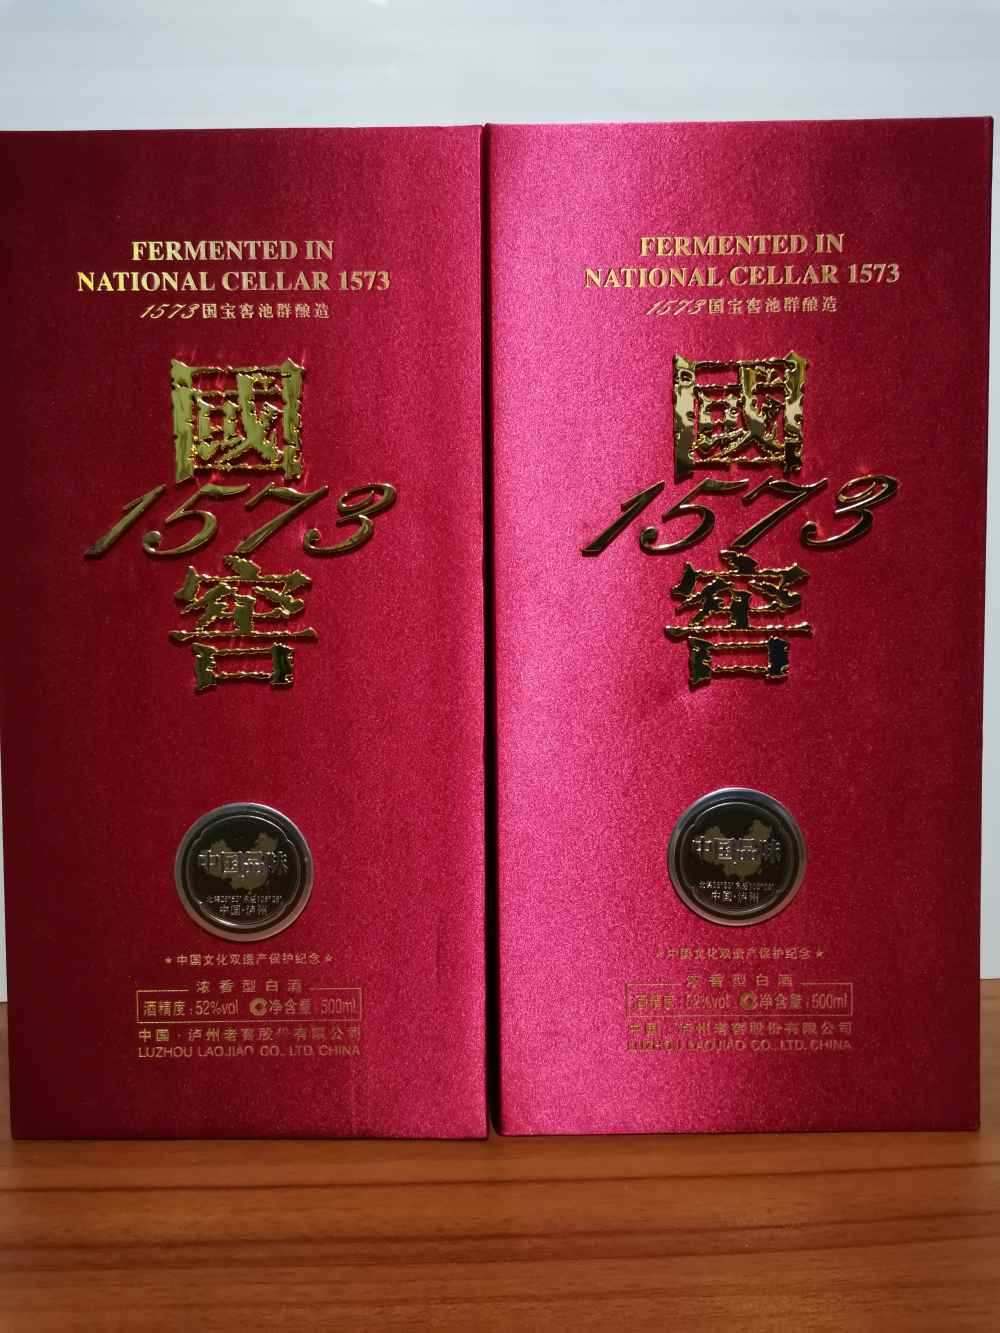 FERMENTED IN
NATIONAL CELLAR 1573
1573国宝窖池群酿造
國
1573
窖
中国品味
中国·泸州
★中国文化双遗产保护纪念★
浓香型白酒
酒精度:52%vol 净含量:500ml
中国·泸州老窖股份有限公司
LUZHOU LAOJIAO CO., LTD. CHINA
FERMENTED IN
NATIONAL CELLAR 1573
1573国宝窖池群酿造
國
1573
窖
中国品味
中国·泸州
★中国文化双遗产保护纪念★
浓香型白酒
酒精度:52%vol 净含量:500ml
中国·泸州老窖股份有限公司
LUZHOU LAOJIAO CO., LTD. CHINA